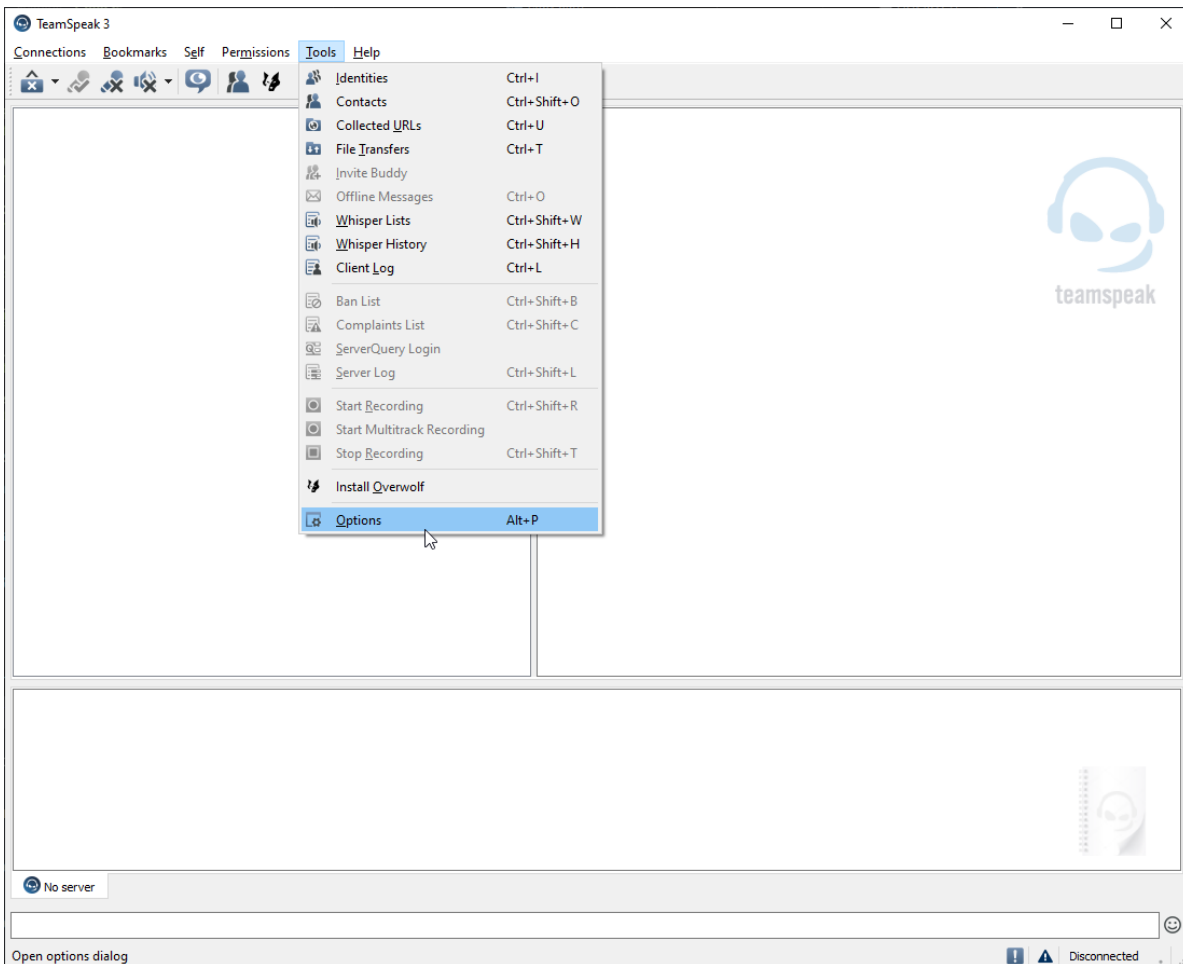 TeamSpeak 3
Connections Bookmarks Self Permissions Tools Help
Identities Ctrl+I
Contacts Ctrl+Shift+O
Collected URLs Ctrl+U
File Transfers Ctrl+T
Invite Buddy
Offline Messages Ctrl+O
Whisper Lists Ctrl+Shift+W
Whisper History Ctrl+Shift+H
Client Log Ctrl+L
Ban List Ctrl+Shift+B
Complaints List Ctrl+Shift+C
ServerQuery Login
Server Log Ctrl+Shift+L
Start Recording Ctrl+Shift+R
Start Multitrack Recording
Stop Recording Ctrl+Shift+T
Install Overwolf
Options Alt+P
teamspeak
No server
Open options dialog Disconnected